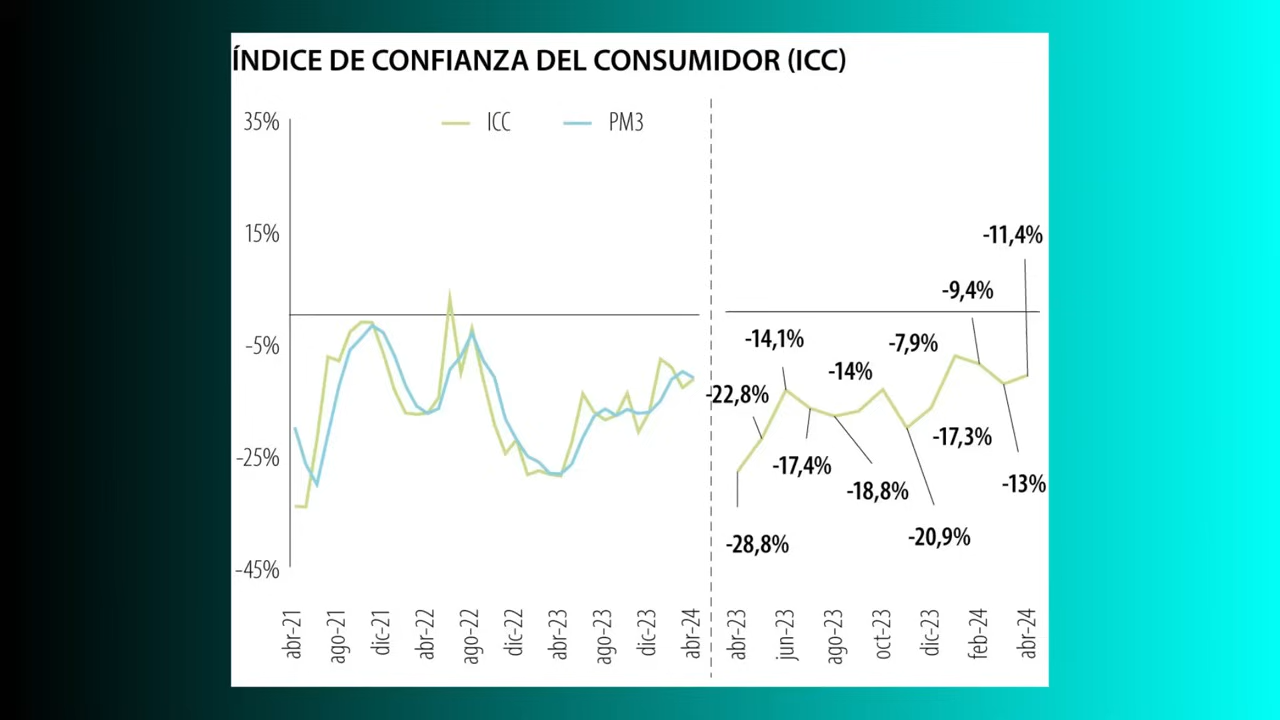 ÍNDICE DE CONFIANZA DEL CONSUMIDOR (ICC)
ICC
PM3
35%
15%
-5%
-25%
-45%
abr-21
ago-21
dic-21
abr-22
ago-22
dic-22
abr-23
ago-23
dic-23
abr-24
-11,4%
-9,4%
-14,1%
-7,9%
-14%
-22,8%
-17,3%
-17,4%
-13%
-18,8%
-20,9%
-28,8%
abr-23
jun-23
ago-23
oct-23
dic-23
feb-24
abr-24